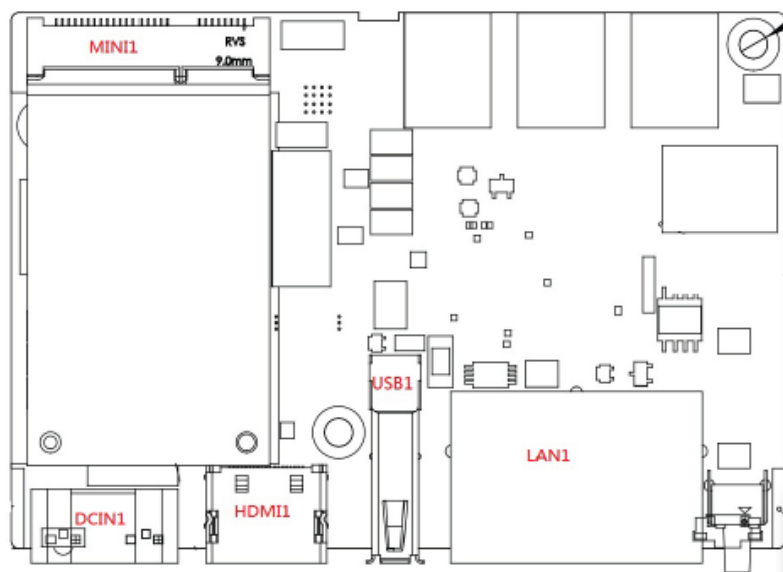 MINI1
RVS
9.0mm
USB1
LAN1
DCIN1
HDMI1